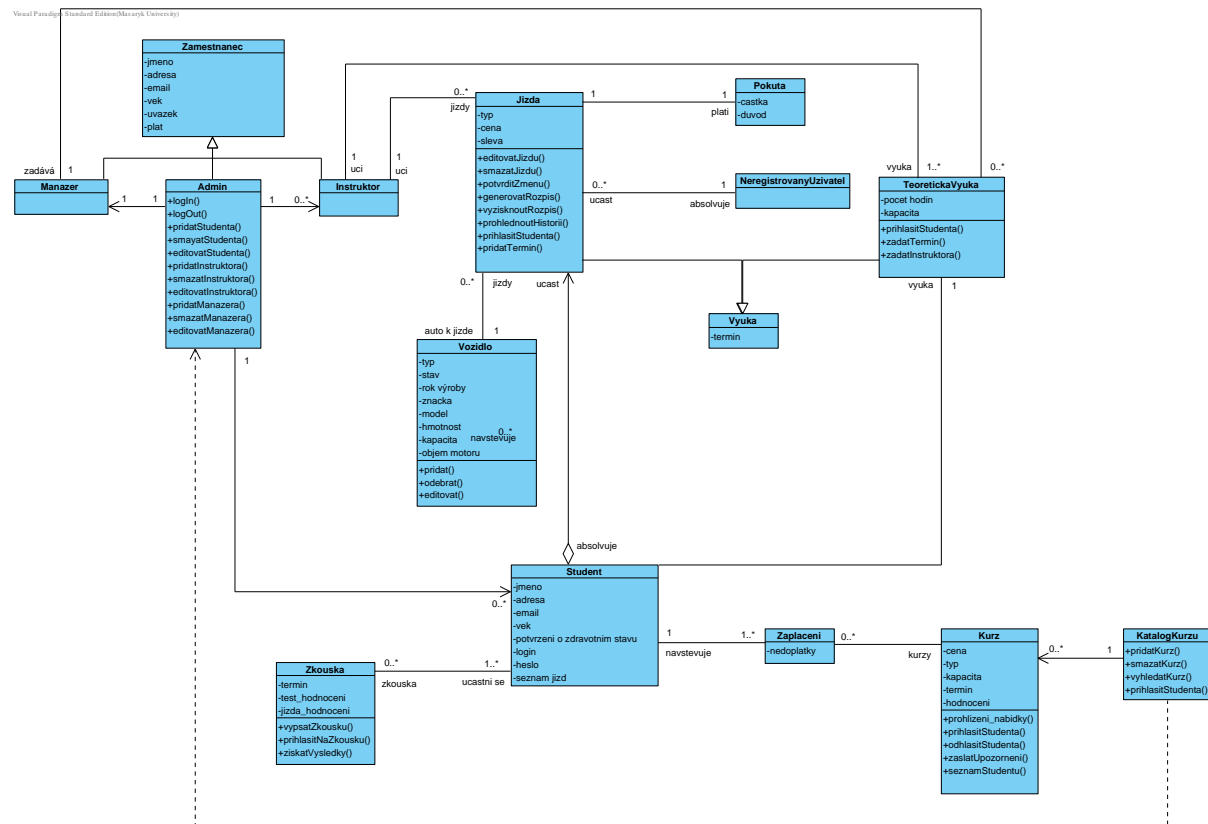 Visual Paradigm Standard Edition(Masaryk University)
Zamestnanec
-jmeno
-adresa
-email
-vek
-uvazek
-plat
zadává
1
Manazer
1
1
Admin
+logIn()
+logOut()
+pridatStudenta()
+smayatStudenta()
+editovatStudenta()
+pridatInstruktora()
+smazatInstruktora()
+editovatInstruktora()
+pridatManazera()
+smazatManazera()
+editovatManazera()
1
0..*
1
uci
1
uci
Instruktor
0..*
jizdy
Jizda
-typ
-cena
-sleva
+editovatJizdu()
+smazatJizdu()
+potvrditZmenu()
+generovatRozpis()
+vyzisknoutRozpis()
+prohlednoutHistorii()
+prihlasitStudenta()
+pridatTermin()
1
1
plati
Pokuta
-castka
-duvod
0..*
ucast
1
absolvuje
NeregistrovanyUzivatel
vyuka
1..*
0..*
TeoretickaVyuka
-pocet hodin
-kapacita
+prihlasitStudenta()
+zadatTermin()
+zadatInstruktora()
vyuka
1
0..*
jizdy
ucast
Vyuka
-termin
auto k jizde
1
Vozidlo
-typ
-stav
-rok výroby
-znacka
-model
-hmotnost
-kapacita
-objem motoru
+pridat()
+odebrat()
+editovat()
0..*
navstevuje
1
absolvuje
0..*
Student
-jmeno
-adresa
-email
-vek
-potvrzeni o zdravotnim stavu
-login
-heslo
-seznam jizd
1
navstevuje
1..*
Zaplaceni
-nedoplatky
0..*
kurzy
Kurz
-cena
-typ
-kapacita
-termin
-hodnoceni
+prohlizeni_nabidky()
+prihlasitStudenta()
+odhlasitStudenta()
+zaslatUpozorneni()
+seznamStudentu()
0..*
1
KatalogKurzu
+pridatKurz()
+smazatKurz()
+vyhledatKurz()
+prihlasitStudenta()
Zkouska
-termin
-test_hodnoceni
-jizda_hodnoceni
+vypsatZkousku()
+prihlasitNaZkousku()
+ziskatVysledky()
0..*
zkouska
1..*
ucastni se